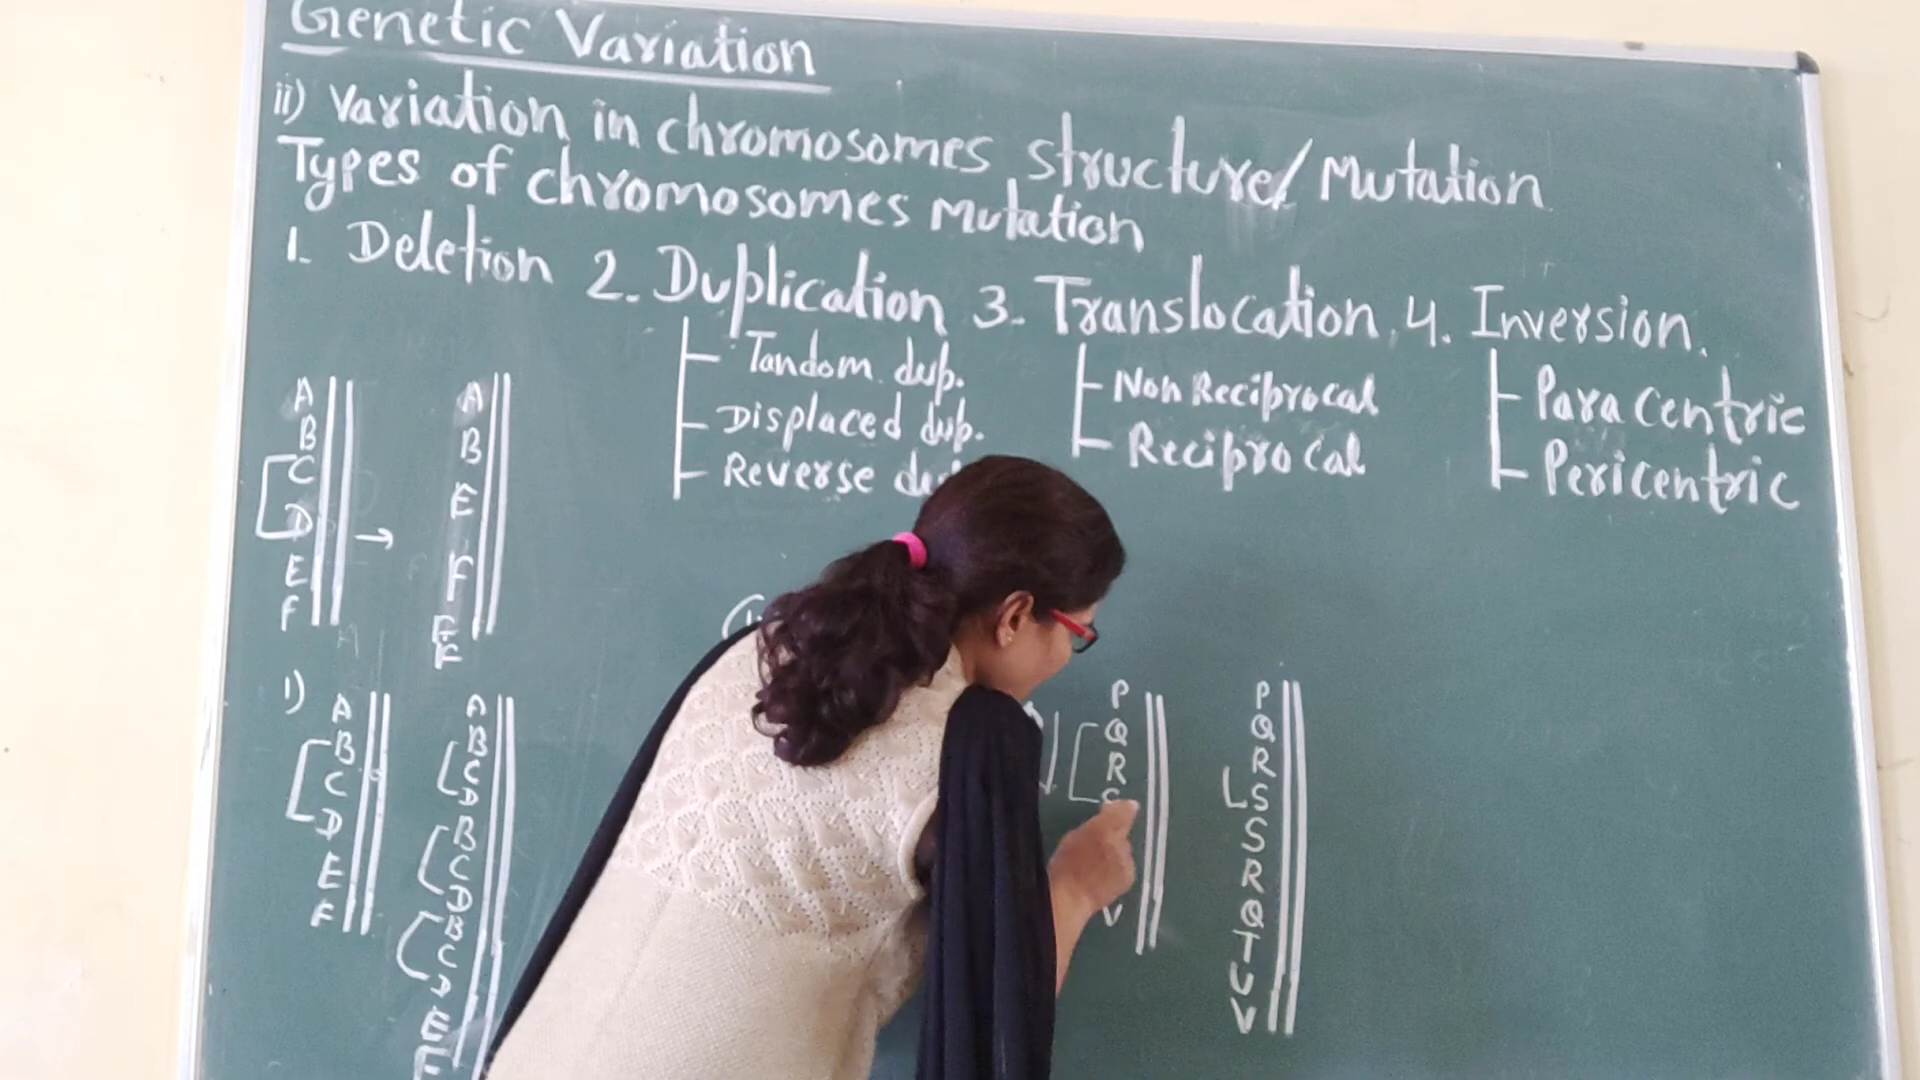 Genetic Variation
ii) Variation in chromosomes structure/Mutation
Types of chromosomes Mutation
1. Deletion 2. Duplication 3. Translocation, 4. Inversion.
Tandom dup.
Displaced dup.
Reverse
Non Reciprocal
Reciprocal
Para Centric
Pericentric
A
B
C
D
E
F
→
A
B
E
F
E
F
1)
A
B
C
D
E
F
A
B
C
D
B
C
D
B
C
D
E
P
Q
R
S
V
P
Q
R
S
S
R
Q
T
U
V